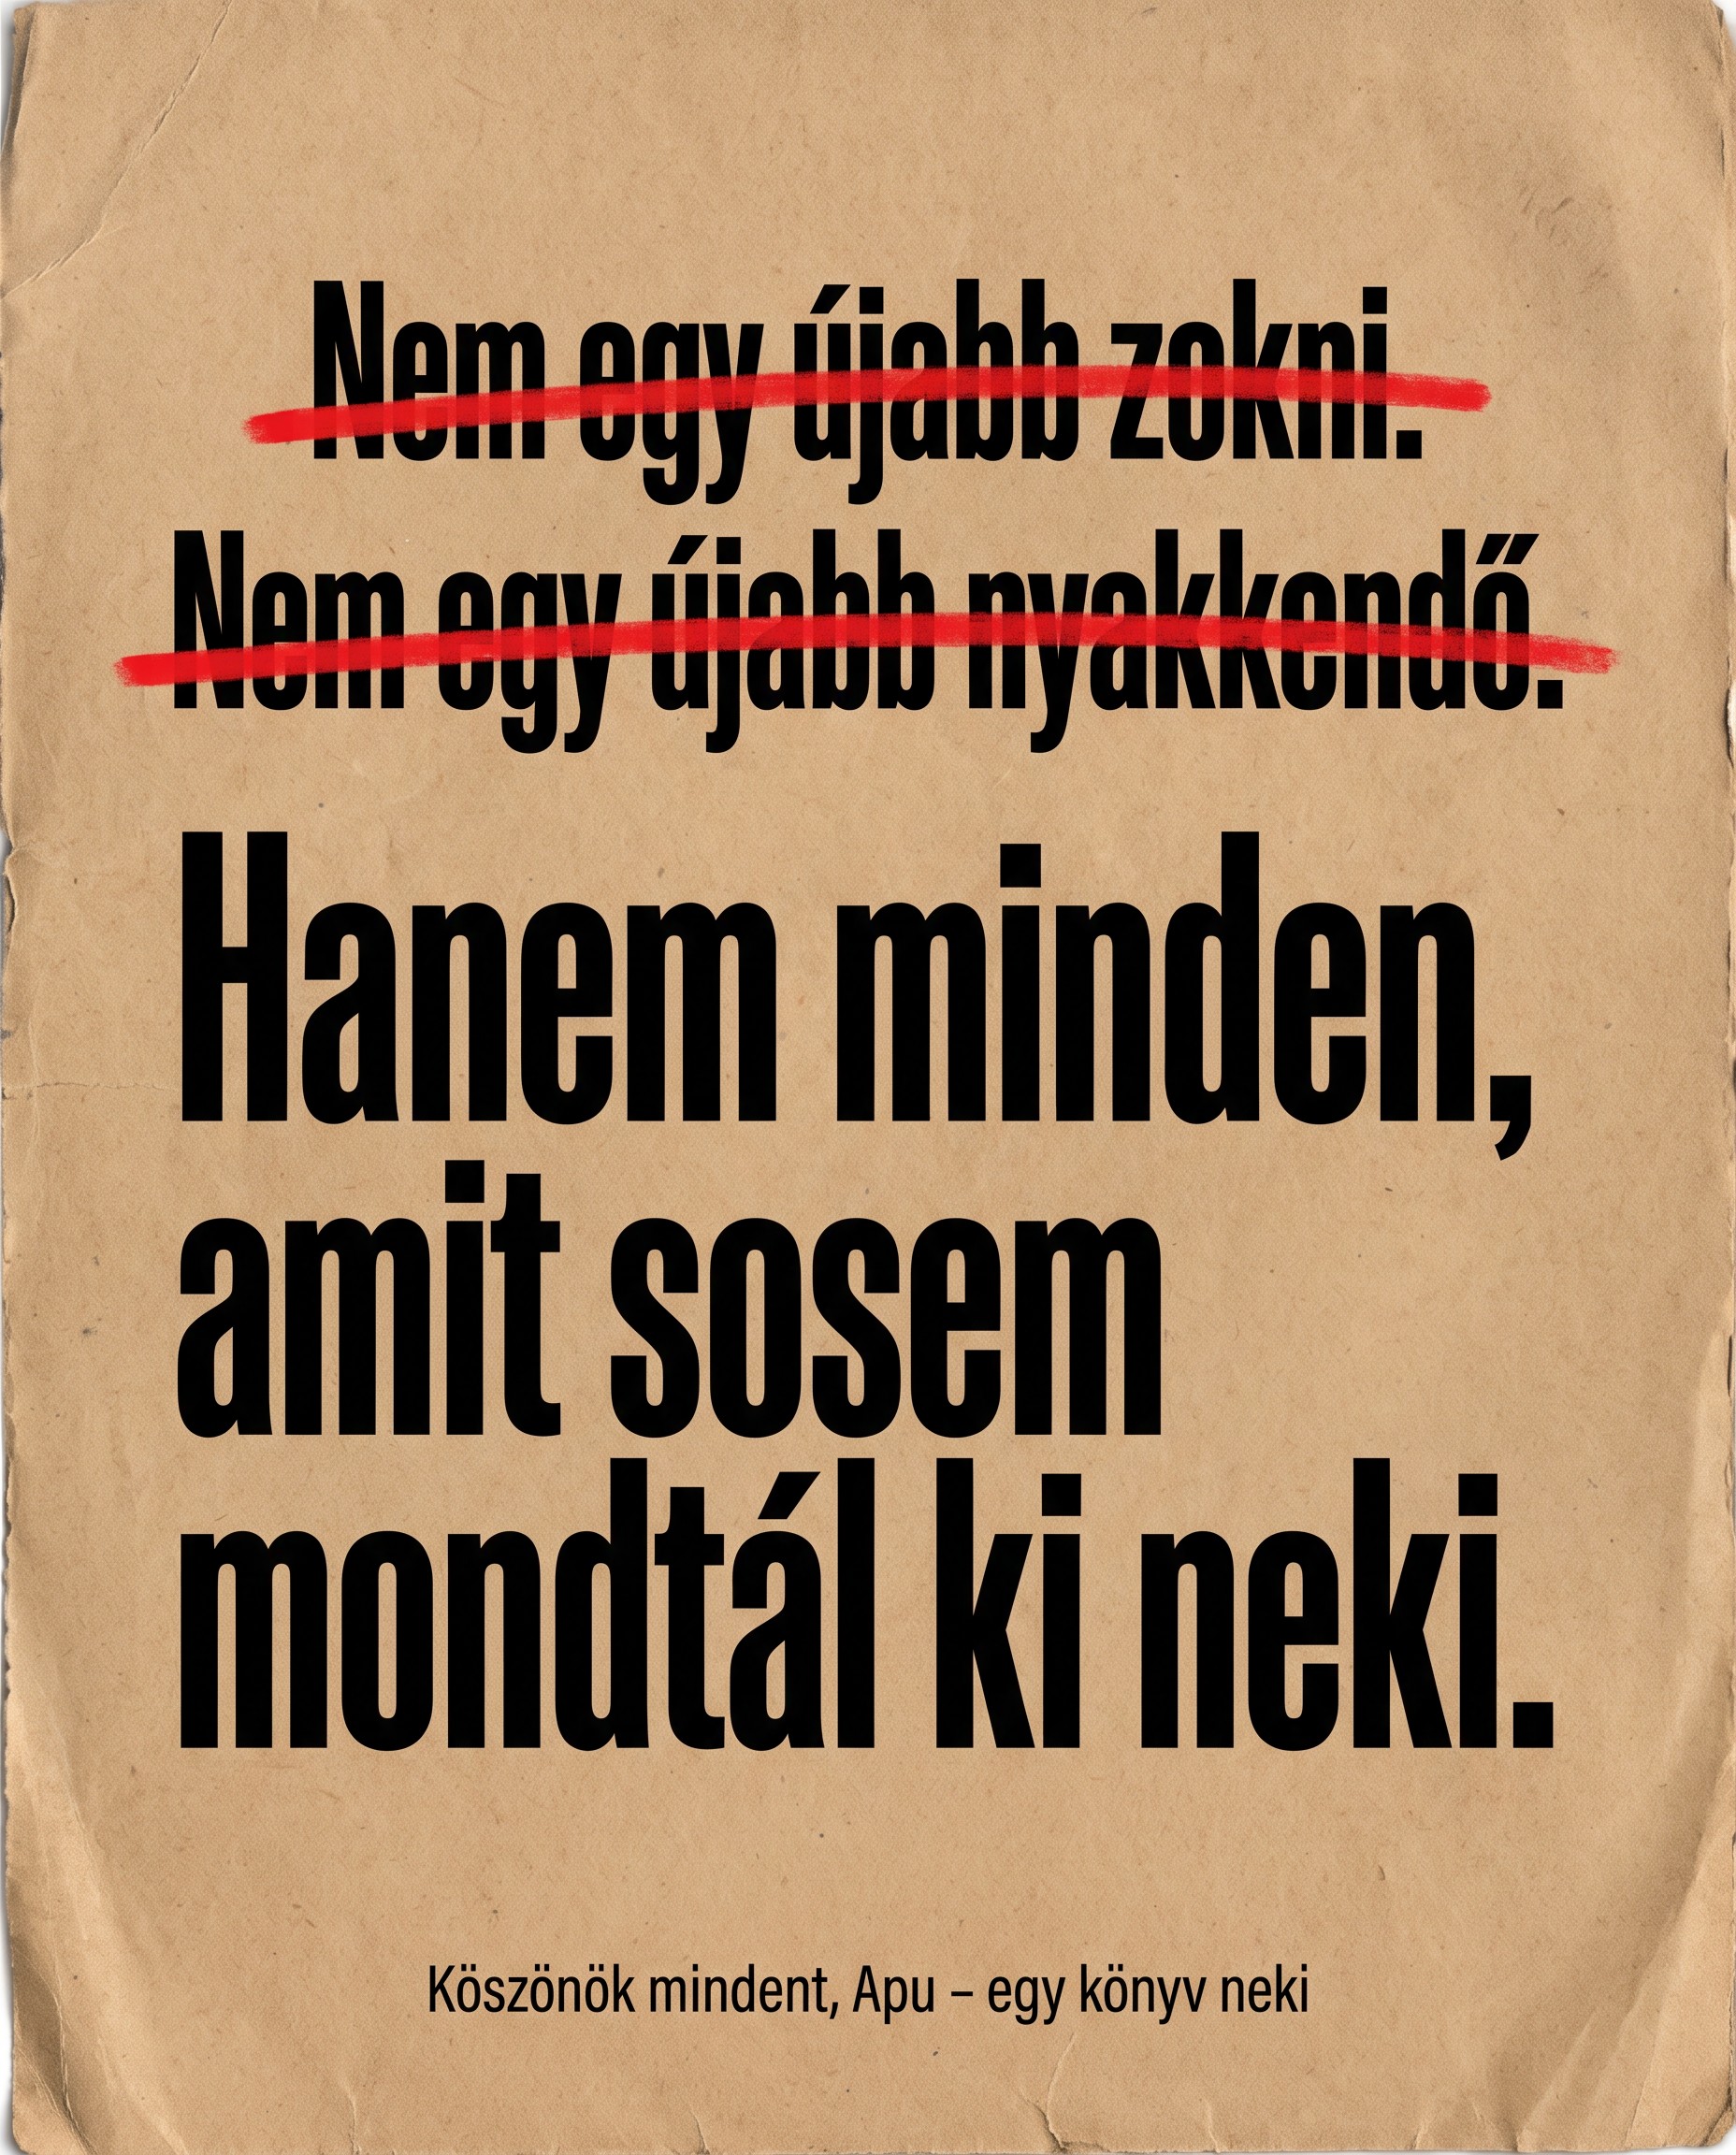 Nem egy újabb zokni.
Nem egy újabb nyakkendő.
Hanem minden,
amit sosem
mondtál ki neki.
Köszönök mindent, Apu – egy könyv neki